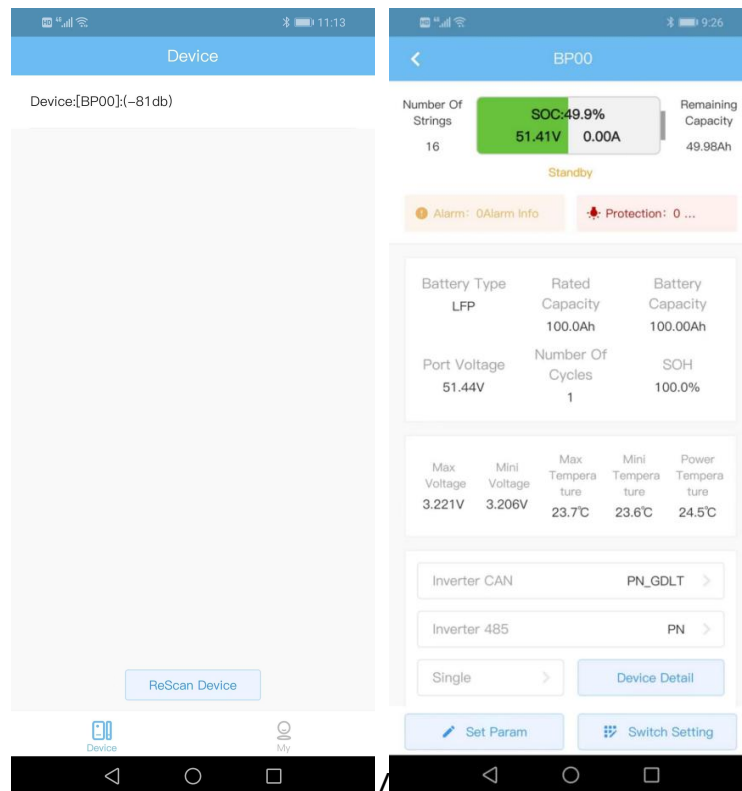 HD 11:13
Device
Device:[BP00]:(-81db)
ReScan Device
Device
My
/
HD 9:26
BP00
Number Of
Strings
16
SOC:49.9%
51.41V 0.00A
Remaining
Capacity
49.98Ah
Standby
Alarm: 0Alarm Info
Protection: 0 ...
Battery Type
LFP
Rated
Capacity
100.0Ah
Battery
Capacity
100.00Ah
Port Voltage
51.44V
Number Of
Cycles
1
SOH
100.0%
Max
Voltage
3.221V
Mini
Voltage
3.206V
Max
Tempera
ture
23.7℃
Mini
Tempera
ture
23.6℃
Power
Tempera
ture
24.5℃
Inverter CAN PN_GDLT
Inverter 485 PN
Single
Device Detail
Set Param
Switch Setting